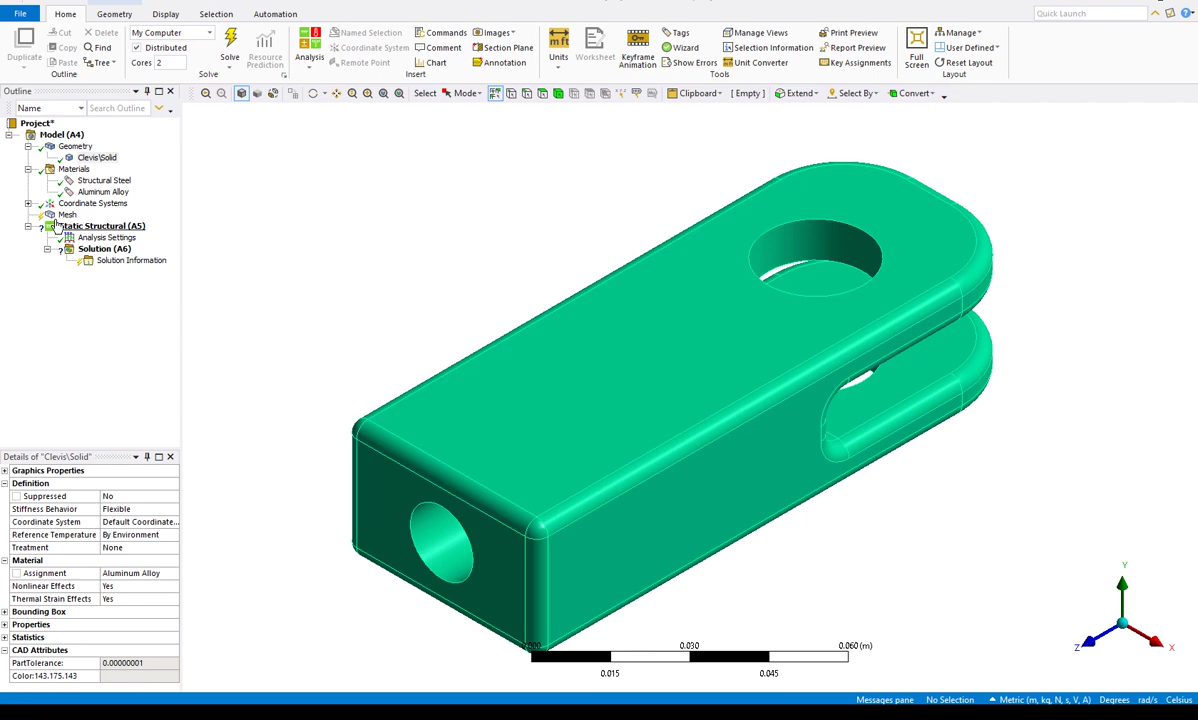 File Home Geometry Display Selection Automation Quick Launch
Cut Delete My Computer Named Selection Commands Images Tags Manage Views Print Preview Manage
Copy Find Distributed Coordinate System Comment Section Plane Wizard Selection Information Report Preview User Defined
Duplicate Tree Cores 2 Solve Resource Prediction Analysis Remote Point Chart Annotation Units Worksheet Keyframe Animation Show Errors Unit Converter Key Assignments Full Screen Reset Layout
Outline Solve Insert Tools Layout
Outline Select Mode Clipboard [ Empty ] Extend Select By Convert
Name Search Outline
Project*
Model (A4)
Geometry
Clevis\Solid
Materials
Structural Steel
Aluminum Alloy
Coordinate Systems
Mesh
Static Structural (A5)
Analysis Settings
Solution (A6)
Solution Information
Details of "Clevis\Solid"
Graphics Properties
Definition
Suppressed No
Stiffness Behavior Flexible
Coordinate System Default Coordinate...
Reference Temperature By Environment
Treatment None
Material
Assignment Aluminum Alloy
Nonlinear Effects Yes
Thermal Strain Effects Yes
Bounding Box
Properties
Statistics
CAD Attributes
PartTolerance: 0.00000001
Color:143.175.143
0.030 0.060 (m)
0.015 0.045
Y
Z X
Messages pane No Selection Metric (m, kg, N, s, V, A) Degrees rad/s Celsius